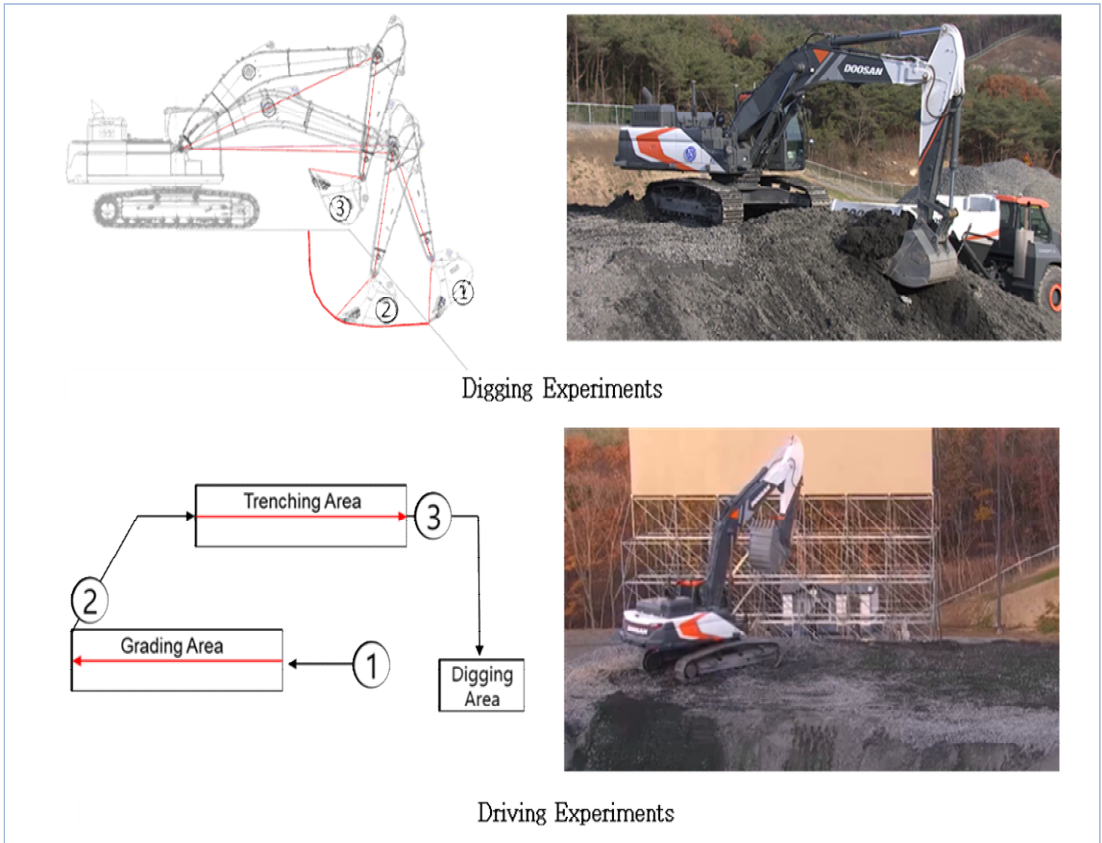 ③
②
①
DOOSAN
Digging Experiments
Trenching Area
③
②
Grading Area
①
Digging
Area
Driving Experiments